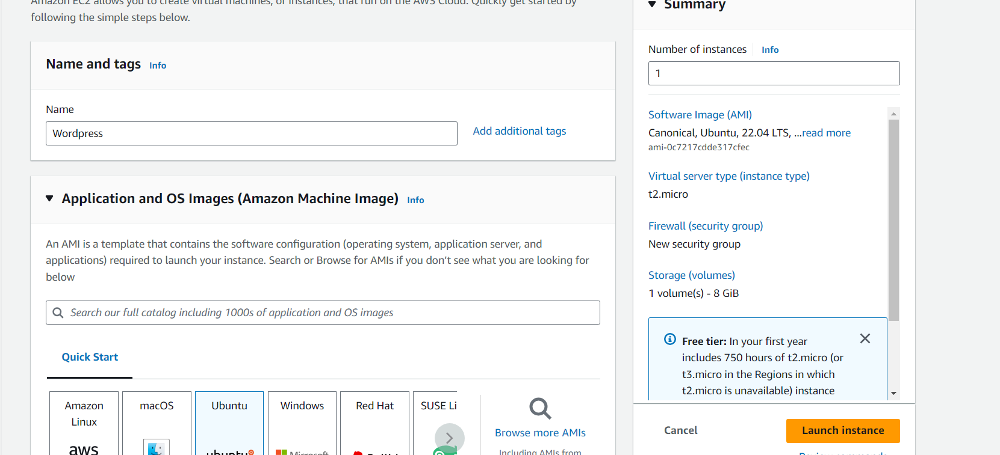 Amazon EC2 allows you to create virtual machines, or instances, that run on the AWS Cloud. Quickly get started by
following the simple steps below.
Name and tags Info
Name
Wordpress
Add additional tags
Application and OS Images (Amazon Machine Image) Info
An AMI is a template that contains the software configuration (operating system, application server, and
applications) required to launch your instance. Search or Browse for AMIs if you don’t see what you are looking for
below
Search our full catalog including 1000s of application and OS images
Quick Start
Amazon
Linux
aws
macOS
Ubuntu
ubuntu
Windows
Microsoft
Red Hat
Red Hat
SUSE Li
Browse more AMIs
Including AMIs from
Summary
Number of instances Info
1
Software Image (AMI)
Canonical, Ubuntu, 22.04 LTS, ...read more
ami-0c7217cdde317cfec
Virtual server type (instance type)
t2.micro
Firewall (security group)
New security group
Storage (volumes)
1 volume(s) - 8 GiB
Free tier: In your first year
includes 750 hours of t2.micro (or
t3.micro in the Regions in which
t2.micro is unavailable) instance
Cancel
Launch instance